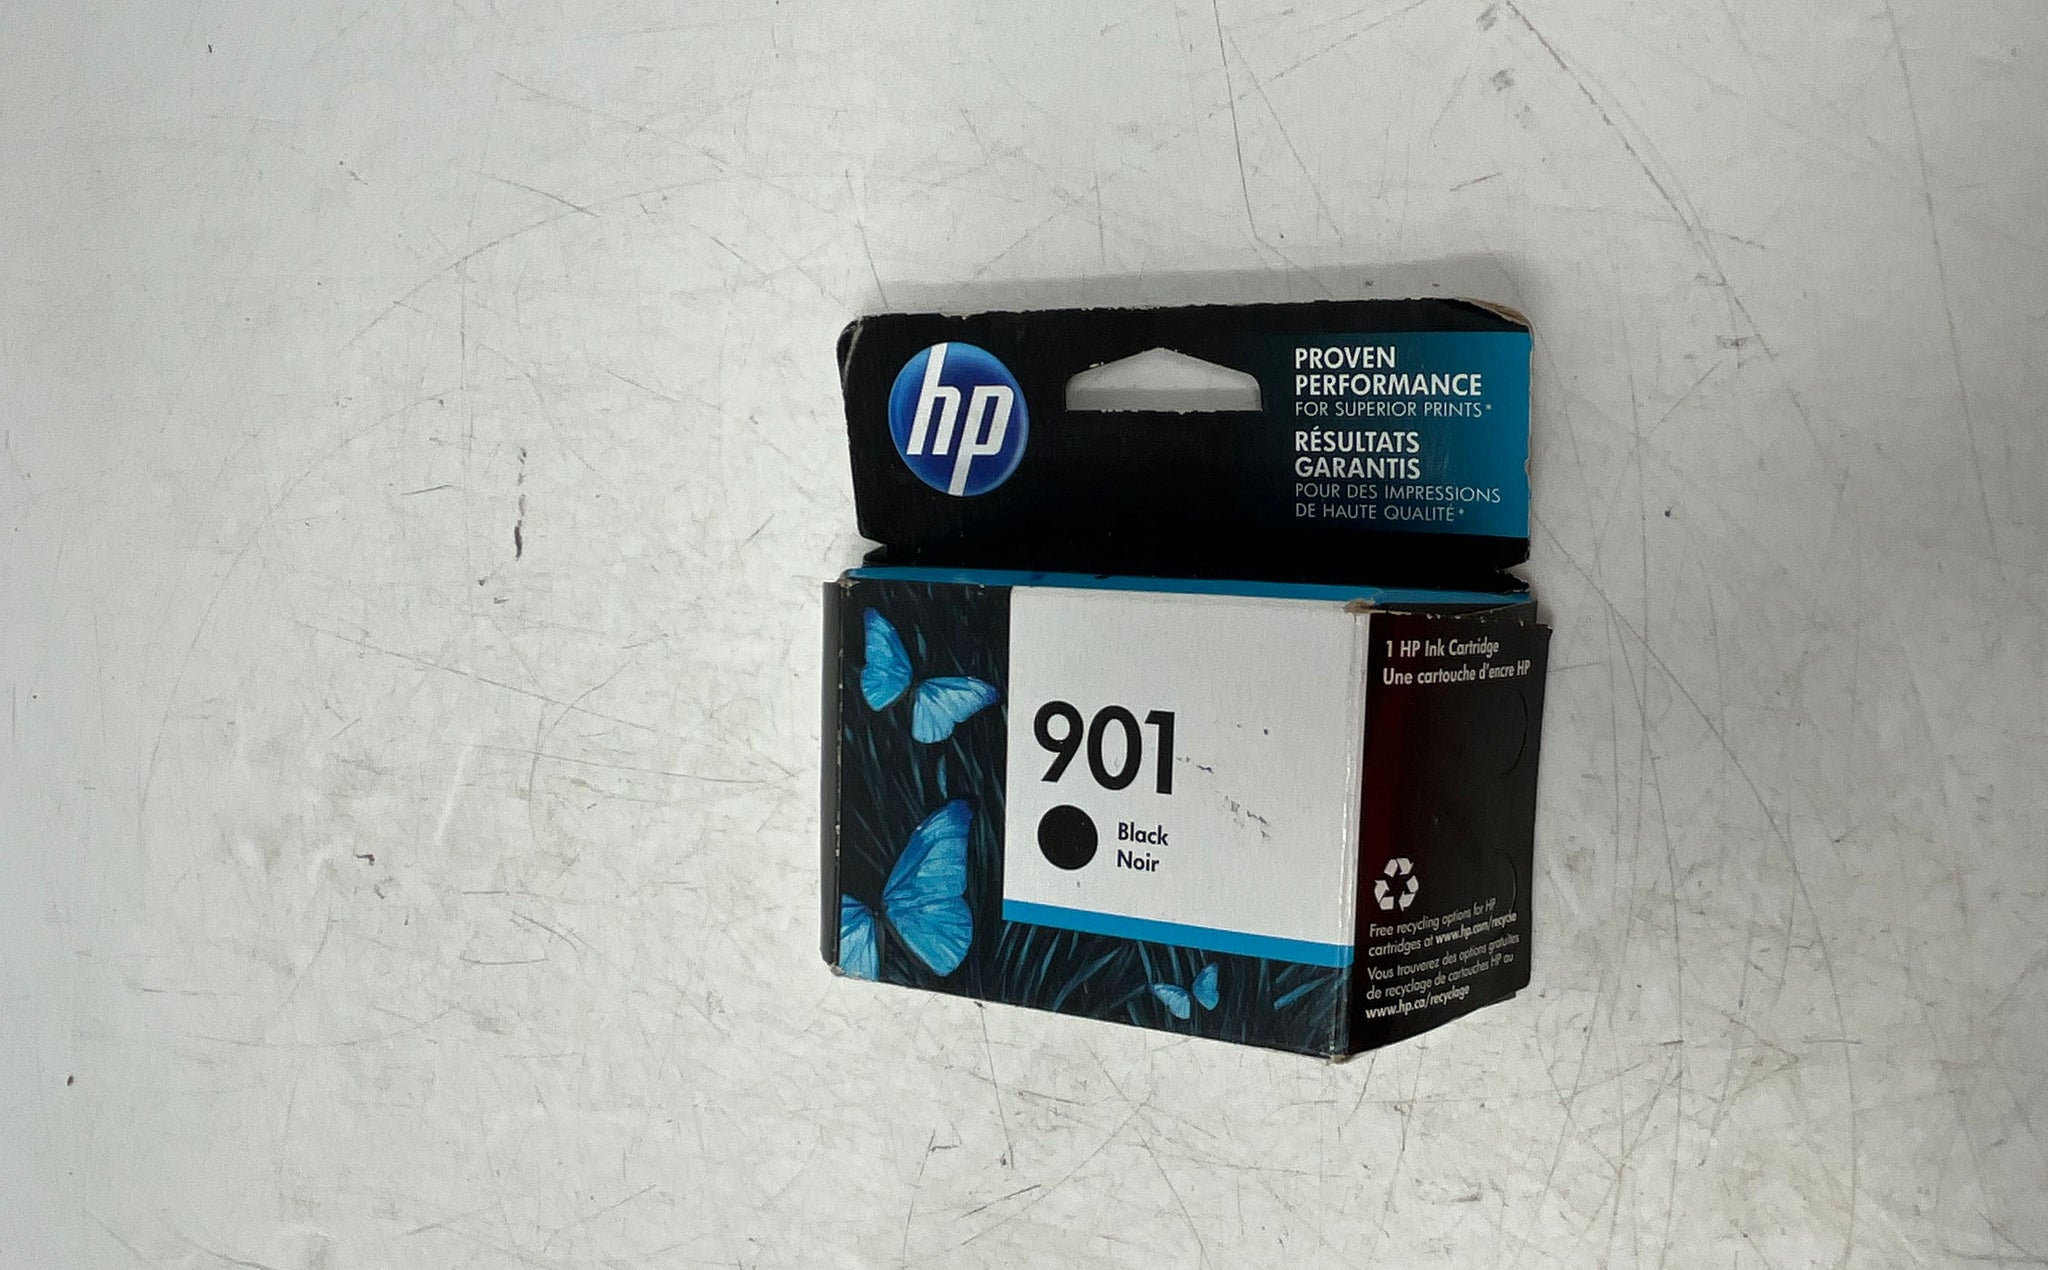 hp
PROVEN
PERFORMANCE
FOR SUPERIOR PRINTS*
RÉSULTATS
GARANTIS
POUR DES IMPRESSIONS
DE HAUTE QUALITÉ*
901
Black
Noir
1 HP Ink Cartridge
Une cartouche d'encre HP
Free recycling options for HP
cartridges at www.hp.com/recycle
Vous trouverez des options gratuites
de recyclage de cartouches HP au
www.hp.ca/recyclage